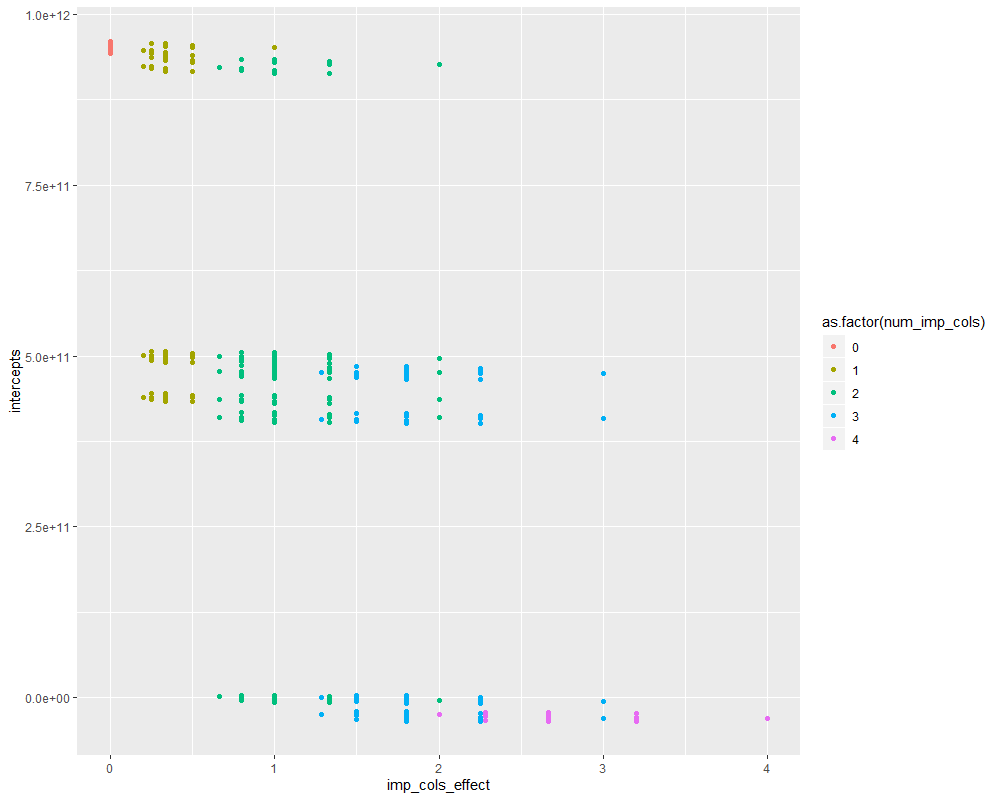 1.0e+12
7.5e+11
5.0e+11
2.5e+11
0.0e+00
intercepts
0 1 2 3 4
imp_cols_effect
as.factor(num_imp_cols)
0
1
2
3
4